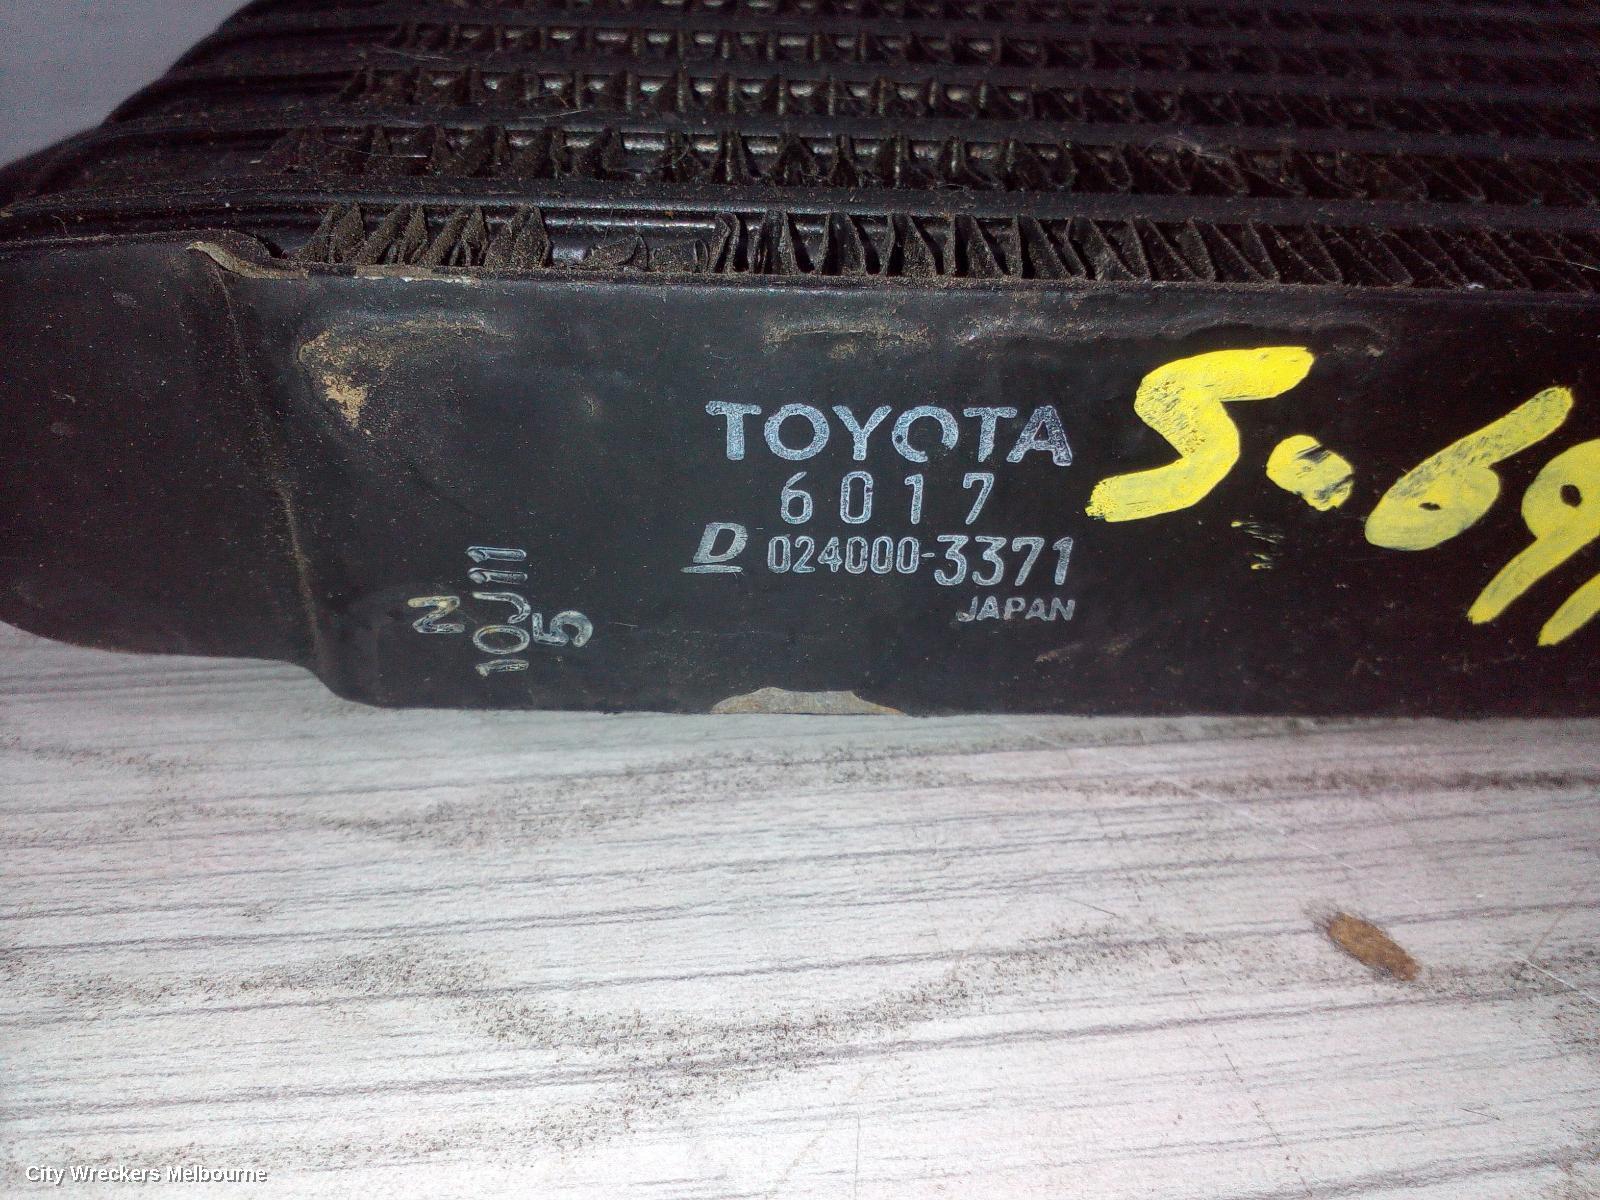 TOYOTA
6017
D 024000-3371
JAPAN
N
10J11
5
City Wreckers Melbourne